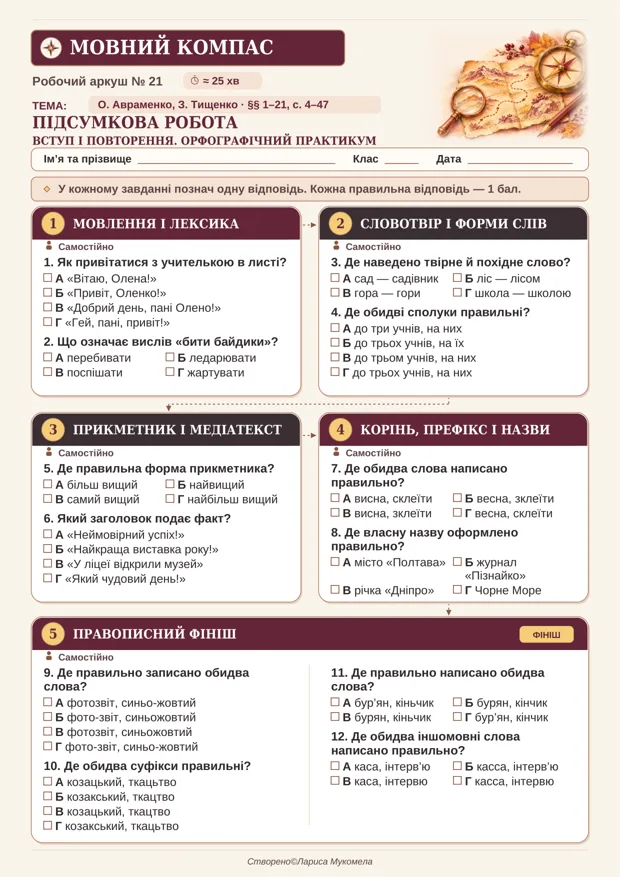 МОВНИЙ КОМПАС
Робочий аркуш № 21
≈ 25 хв
ТЕМА:
О. Авраменко, З. Тищенко · §§ 1–21, с. 4–47
ПІДСУМКОВА РОБОТА
ВСТУП І ПОВТОРЕННЯ. ОРФОГРАФІЧНИЙ ПРАКТИКУМ
Ім’я та прізвище
Клас
Дата
У кожному завданні познач одну відповідь. Кожна правильна відповідь — 1 бал.
1 МОВЛЕННЯ І ЛЕКСИКА
Самостійно
1. Як привітатися з учителькою в листі?
А «Вітаю, Олена!»
Б «Привіт, Оленко!»
В «Добрий день, пані Олено!»
Г «Гей, пані, привіт!»
2. Що означає вислів «бити байдики»?
А перебивати
Б ледарювати
В поспішати
Г жартувати
2 СЛОВОТВІР І ФОРМИ СЛІВ
Самостійно
3. Де наведено твірне й похідне слово?
А сад — садівник
Б ліс — лісом
В гора — гори
Г школа — школою
4. Де обидві сполуки правильні?
А до три учнів, на них
Б до трьох учнів, на їх
В до трьом учнів, на них
Г до трьох учнів, на них
3 ПРИКМЕТНИК І МЕДІАТЕКСТ
Самостійно
5. Де правильна форма прикметника?
А більш вищий
Б найвищий
В самий вищий
Г найбільш вищий
6. Який заголовок подає факт?
А «Неймовірний успіх!»
Б «Найкраща виставка року!»
В «У ліцеї відкрили музей»
Г «Який чудовий день!»
4 КОРІНЬ, ПРЕФІКС І НАЗВИ
Самостійно
7. Де обидва слова написано
правильно?
А висна, склеїти
Б весна, зклеїти
В висна, зклеїти
Г весна, склеїти
8. Де власну назву оформлено
правильно?
А місто «Полтава»
Б журнал
«Пізнайко»
В річка «Дніпро»
Г Чорне Море
5 ПРАВОПИСНИЙ ФІНІШ
ФІНІШ
Самостійно
9. Де правильно записано обидва
слова?
А фотозвіт, синьо-жовтий
Б фото-звіт, синьожовтий
В фотозвіт, синьожовтий
Г фото-звіт, синьо-жовтий
10. Де обидва суфікси правильні?
А козацький, ткацьтво
Б козакський, ткацтво
В козацький, ткацтво
Г козакський, ткацьтво
11. Де правильно написано обидва
слова?
А бур’ян, кіньчик
Б бурян, кінчик
В бурян, кіньчик
Г бур’ян, кінчик
12. Де обидва іншомовні слова
написано правильно?
А каса, інтерв’ю
Б касса, інтерв’ю
В каса, інтервю
Г касса, інтервю
Створено©Лариса Мукомела